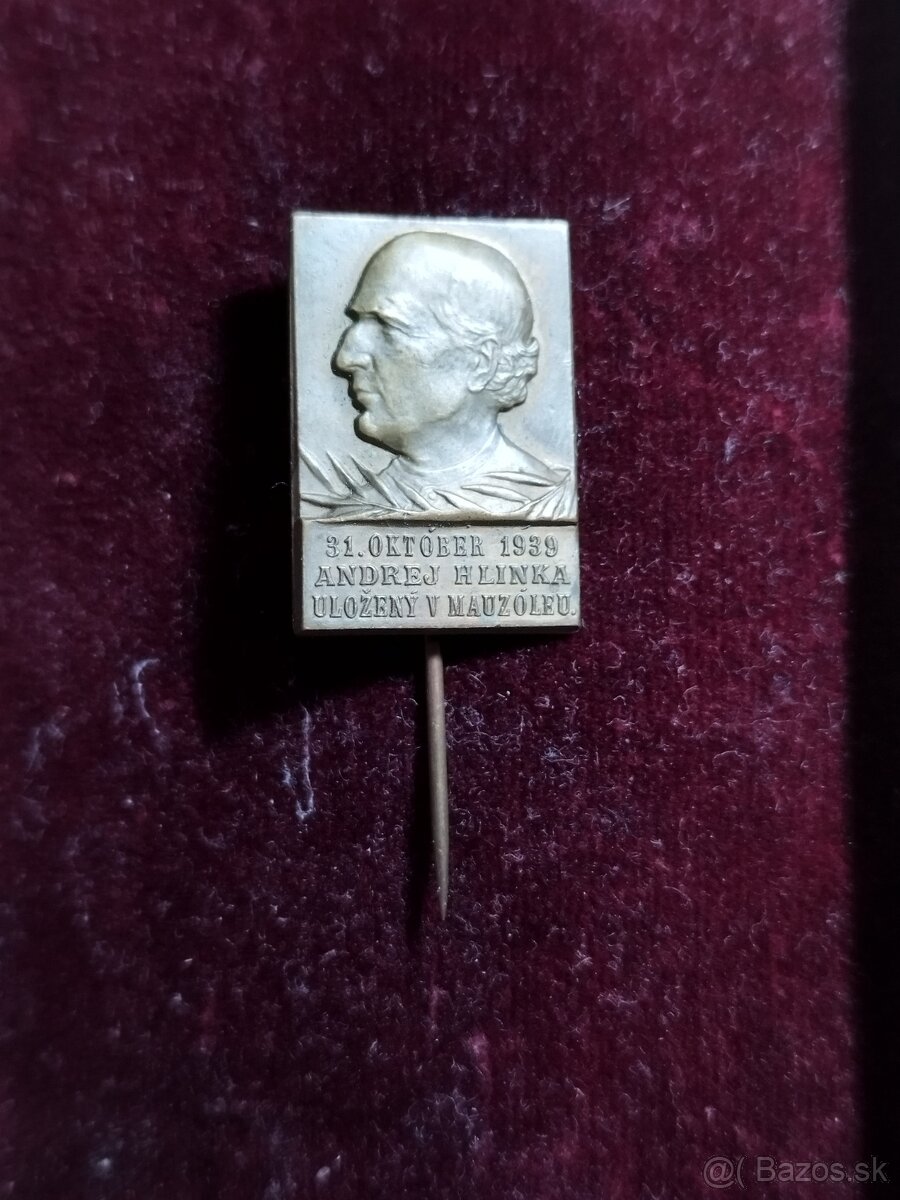 31. OKTÓBER 1939
ANDREJ HLINKA
ULOŽENÝ V MAUZÓLEU.
@( Bazos.sk